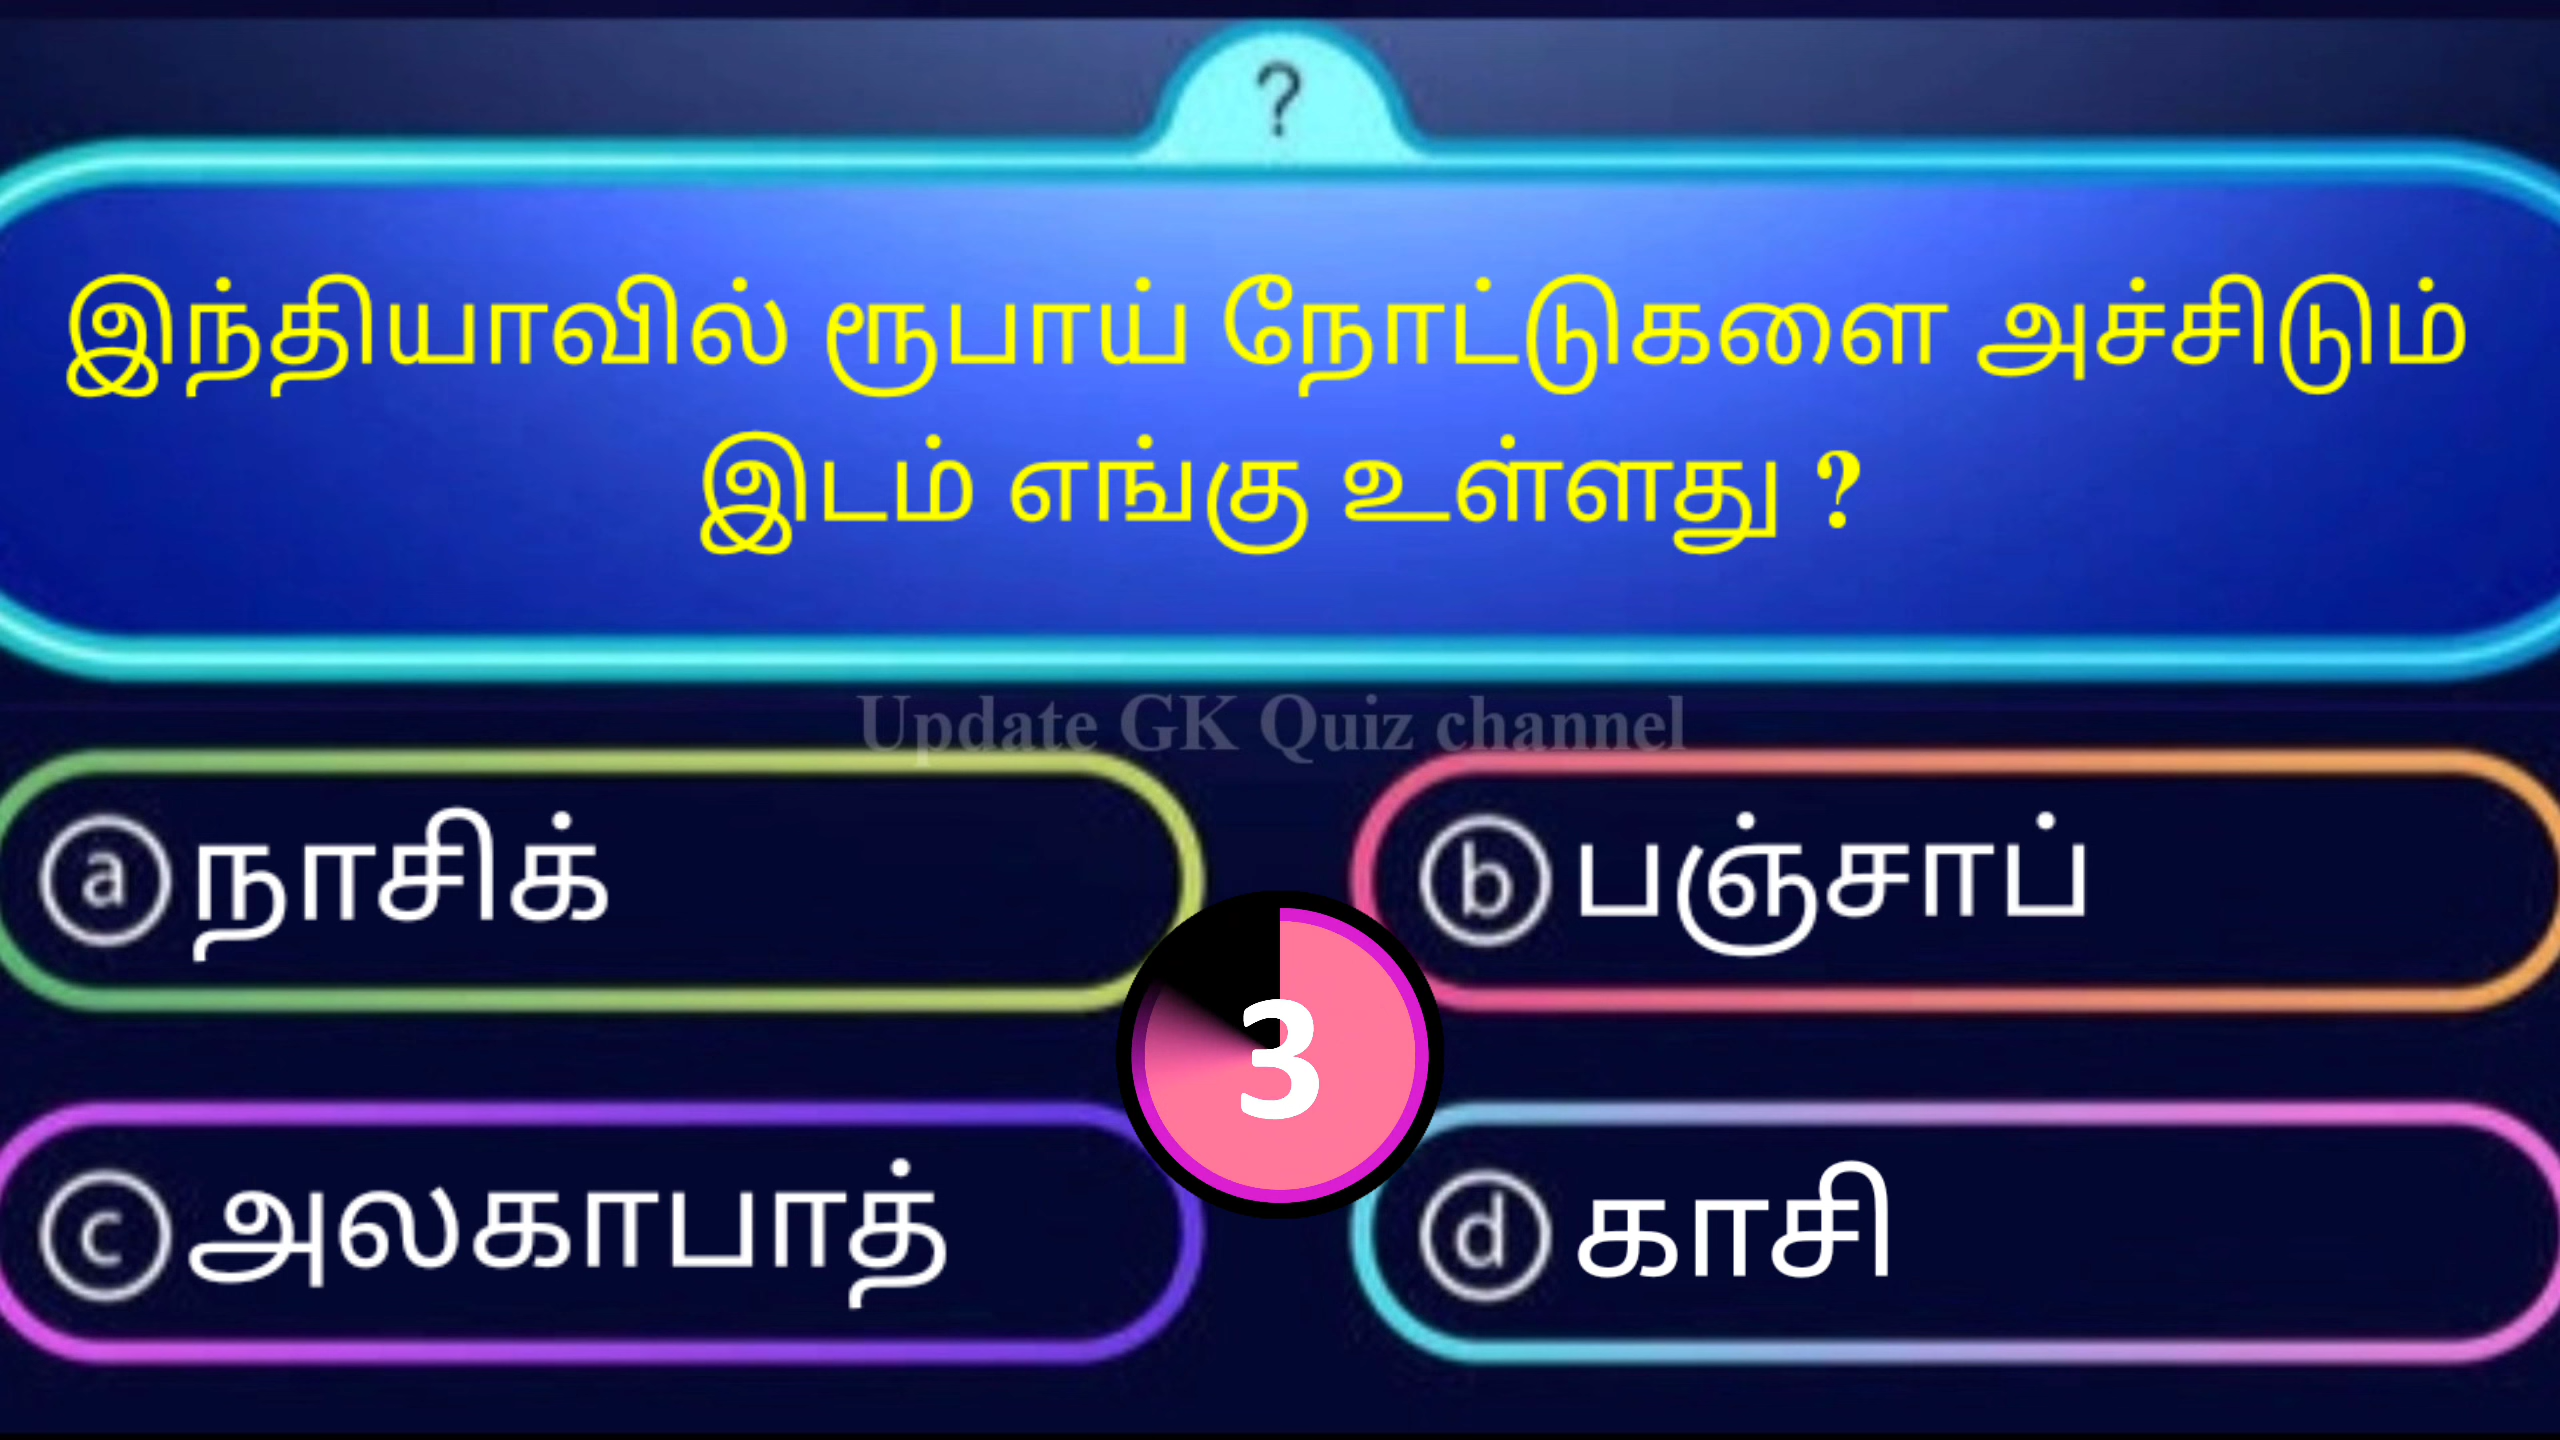 ?
இந்தியாவில் ரூபாய் நோட்டுகளை அச்சிடும்
இடம் எங்கு உள்ளது ?
Update GK Quiz channel
a நாசிக்
b பஞ்சாப்
3
c அலகாபாத்
d காசி